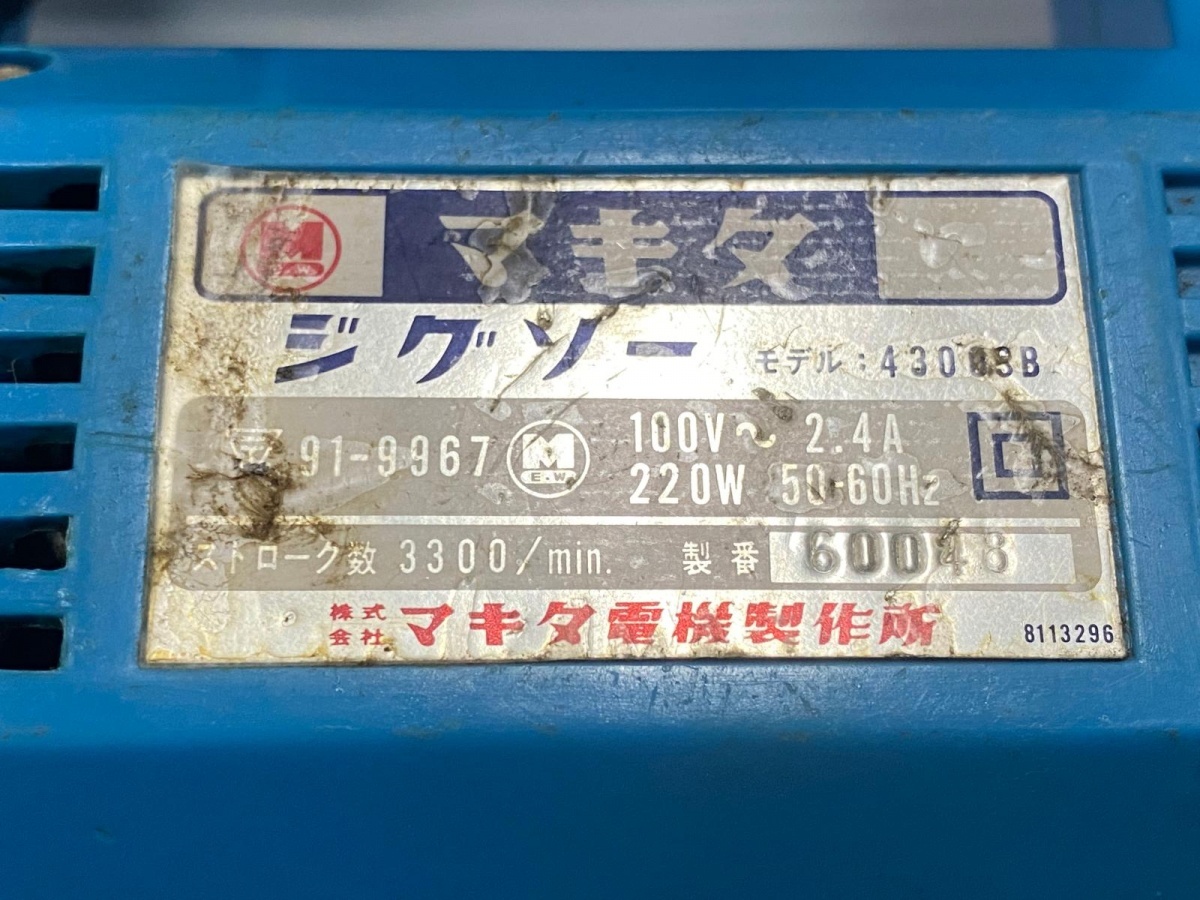 M
マキタ
ジグソー
モデル:4300BB
91-9967
M
E.W
100V～ 2.4A
220W 50-60Hz
ストローク数 3300/min. 製番 60048
株式会社 マキタ電機製作所
8113296